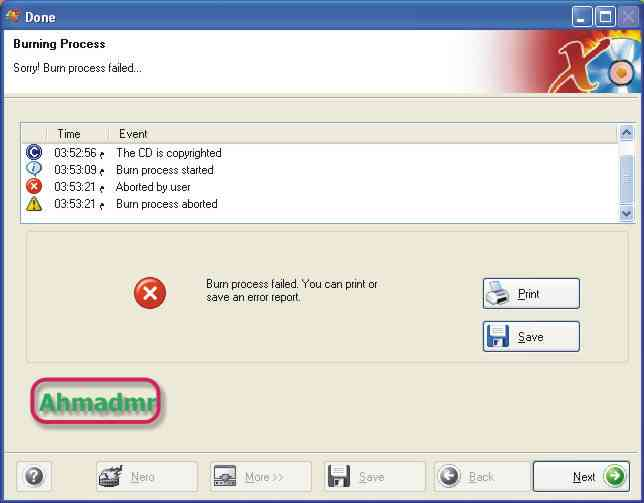 Done
Burning Process
Sorry! Burn process failed...
Time Event
03:52:56 م The CD is copyrighted
03:53:09 م Burn process started
03:53:21 م Aborted by user
03:53:21 م Burn process aborted
Burn process failed. You can print or
save an error report.
Print
Save
Ahmadmr
? Nero More >> Save Back Next